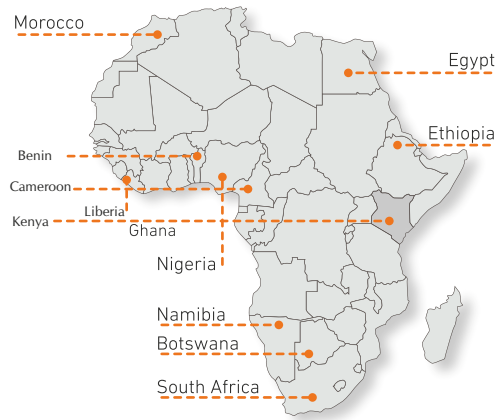 Morocco
Egypt
Ethiopia
Benin
Cameroon
Liberia
Kenya
Ghana
Nigeria
Namibia
Botswana
South Africa